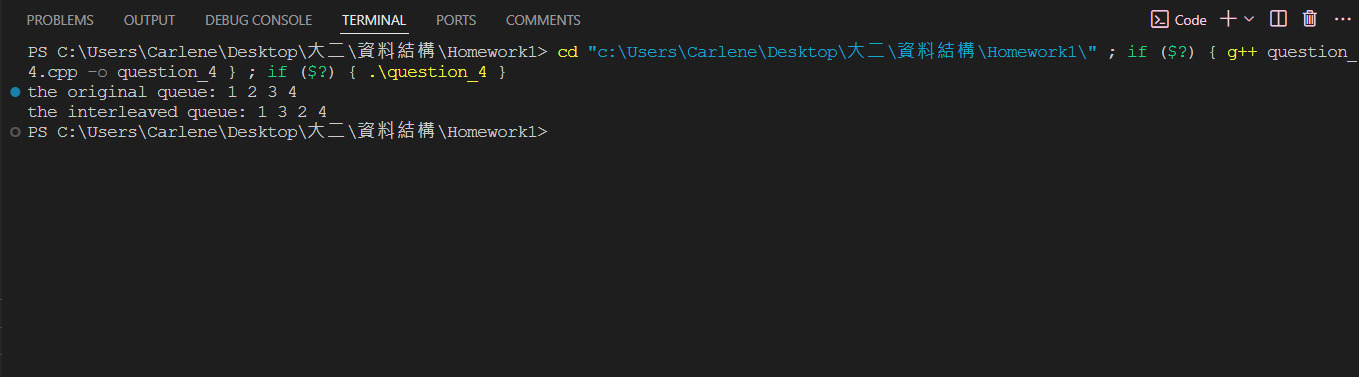 PROBLEMS OUTPUT DEBUG CONSOLE TERMINAL PORTS COMMENTS Code
PS C:\Users\Carlene\Desktop\大二\資料結構\Homework1> cd "c:\Users\Carlene\Desktop\大二\資料結構\Homework1\" ; if ($?) { g++ question_
4.cpp -o question_4 } ; if ($?) { .\question_4 }
the original queue: 1 2 3 4
the interleaved queue: 1 3 2 4
PS C:\Users\Carlene\Desktop\大二\資料結構\Homework1>